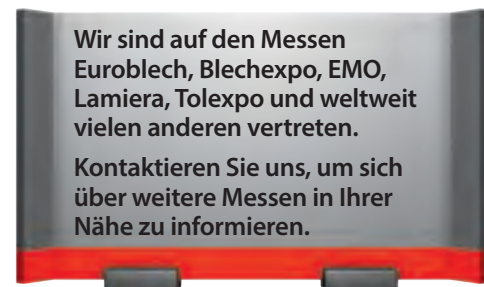 Wir sind auf den Messen
Euroblech, Blechexpo, EMO,
Lamiera, Tolexpo und weltweit
vielen anderen vertreten.
Kontaktieren Sie uns, um sich
über weitere Messen in Ihrer
Nähe zu informieren.